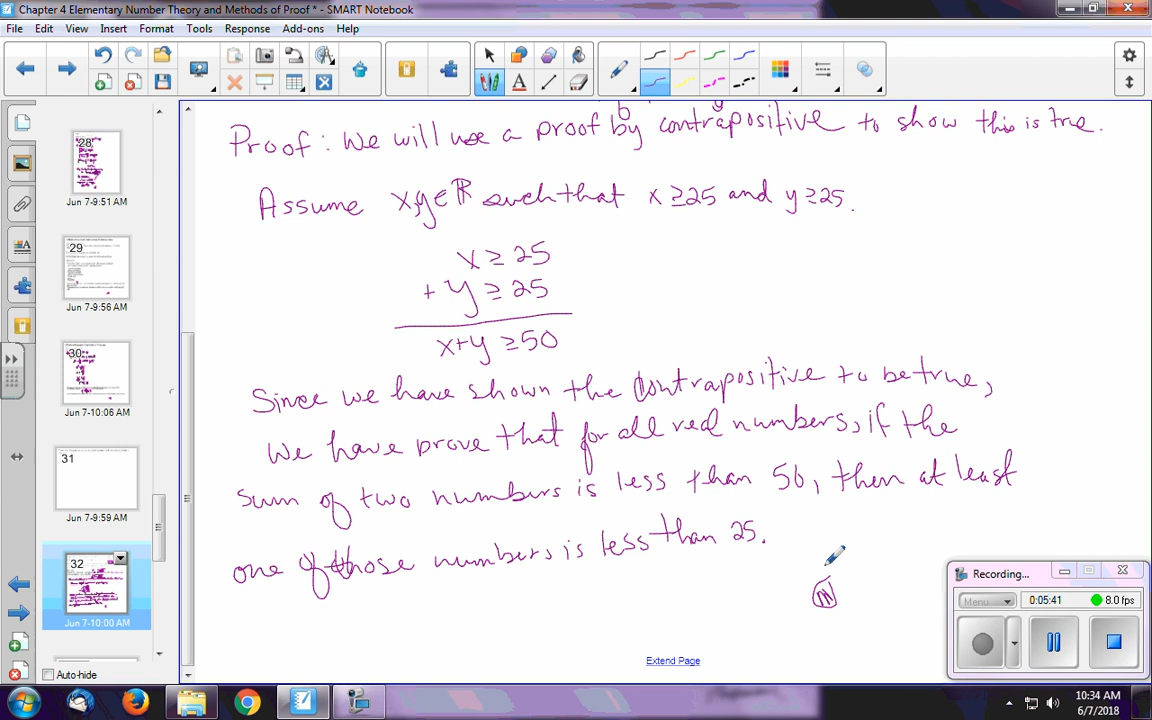 Chapter 4 Elementary Number Theory and Methods of Proof * - SMART Notebook
File Edit View Insert Format Tools Response Addons Help
Proof: We will use a proof by contrapositive to show this is true.
Assume x,y∈ℝ such that x ≥25 and y≥25.
x ≥ 25
+ y ≥ 25
x+y ≥50
Since we have shown the contrapositive to be true,
We have prove that for all real numbers, if the
sum of two numbers is less than 50, then at least
one of those numbers is less than 25.
28
Jun 7-9:51 AM
29
Jun 7-9:56 AM
30
Jun 7-10:06 AM
31
Jun 7-9:59 AM
32
Jun 7-10:00 AM
Auto-hide
Extend Page
Recording...
Menu
0:05:41
8.0 fps
10:34 AM
6/7/2018